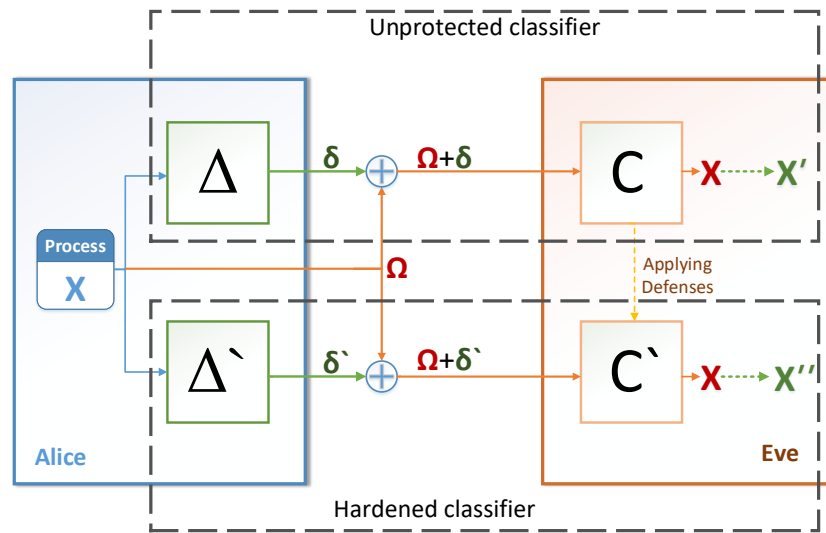 Unprotected classifier
Δ
δ
Ω+δ
C
X
X′
Process
X
Ω
Applying
Defenses
Δ`
δ`
Ω+δ`
C`
X
X′′
Alice
Eve
Hardened classifier